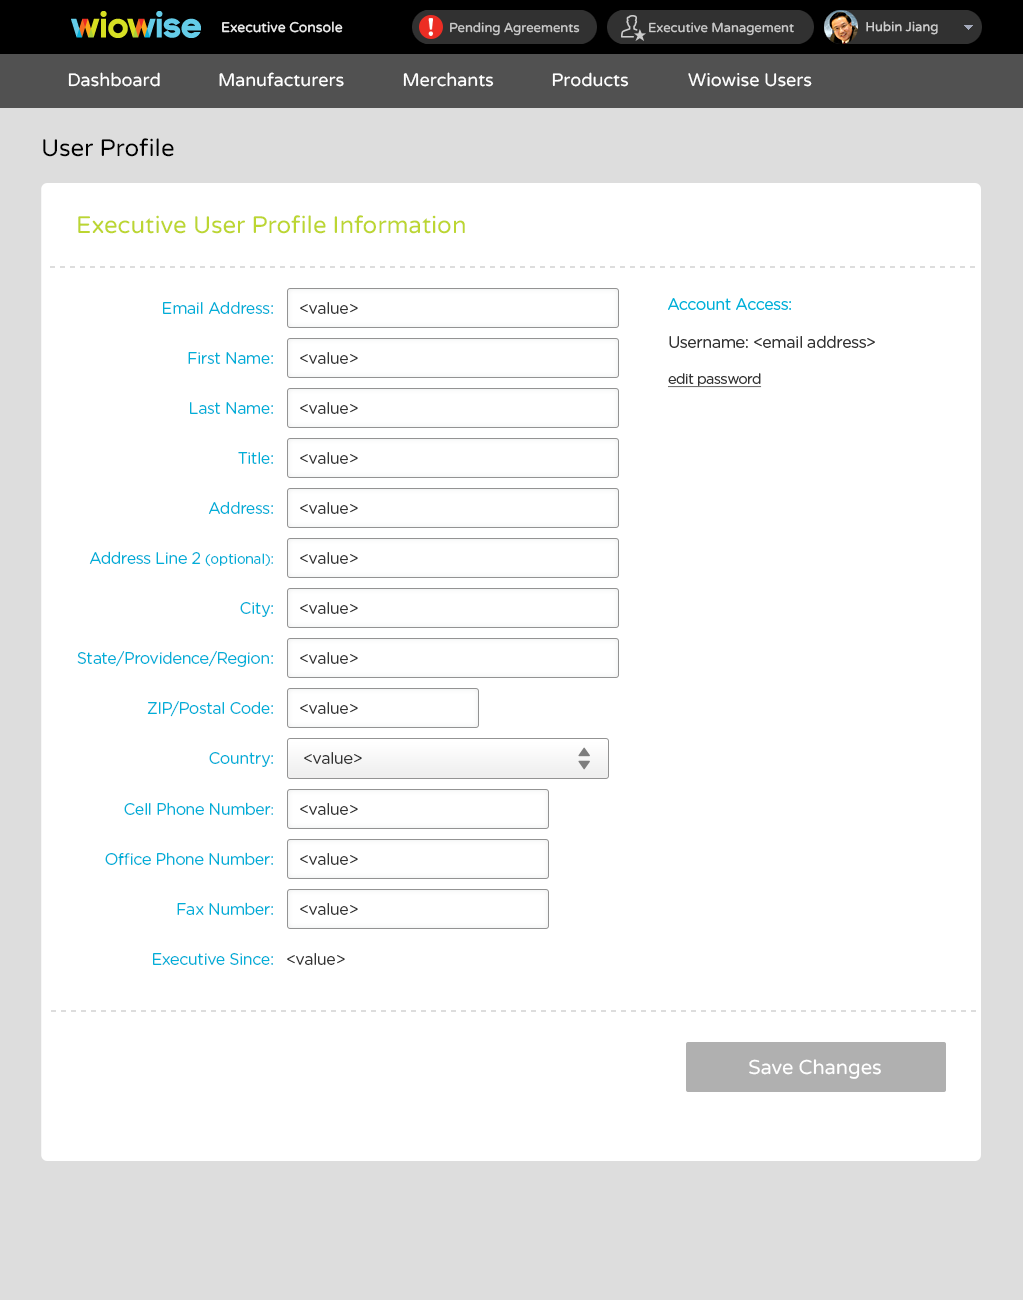 wiowise Executive Console Pending Agreements Executive Management Hubin Jiang
Dashboard Manufacturers Merchants Products Wiowise Users
User Profile
Executive User Profile Information
Email Address: <value>
Account Access:
First Name: <value>
Username: <email address>
edit password
Last Name: <value>
Title: <value>
Address: <value>
Address Line 2 (optional): <value>
City: <value>
State/Providence/Region: <value>
ZIP/Postal Code: <value>
Country: <value>
Cell Phone Number: <value>
Office Phone Number: <value>
Fax Number: <value>
Executive Since: <value>
Save Changes